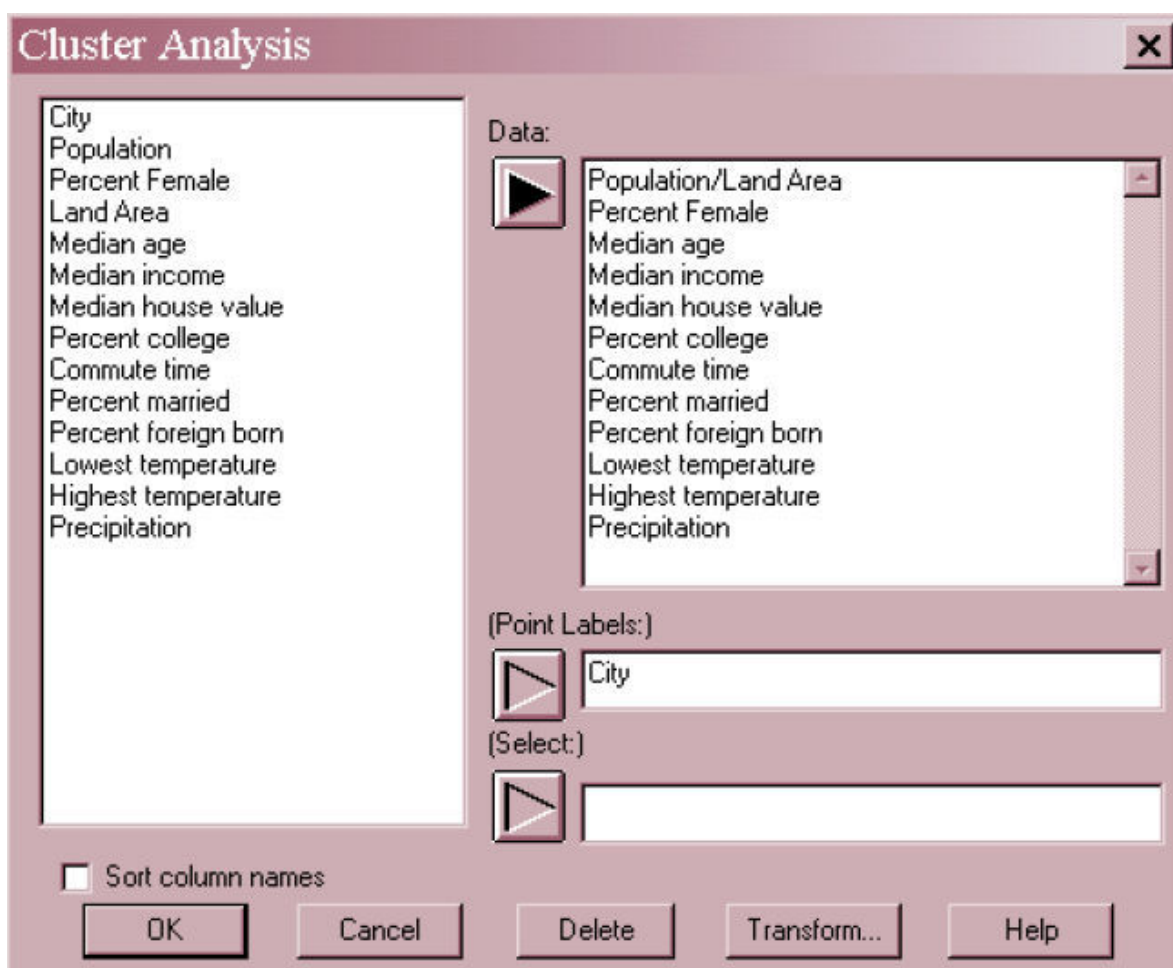 Cluster Analysis
City
Population
Percent Female
Land Area
Median age
Median income
Median house value
Percent college
Commute time
Percent married
Percent foreign born
Lowest temperature
Highest temperature
Precipitation
Data:
Population/Land Area
Percent Female
Median age
Median income
Median house value
Percent college
Commute time
Percent married
Percent foreign born
Lowest temperature
Highest temperature
Precipitation
(Point Labels:)
City
(Select:)
Sort column names
OK
Cancel
Delete
Transform...
Help